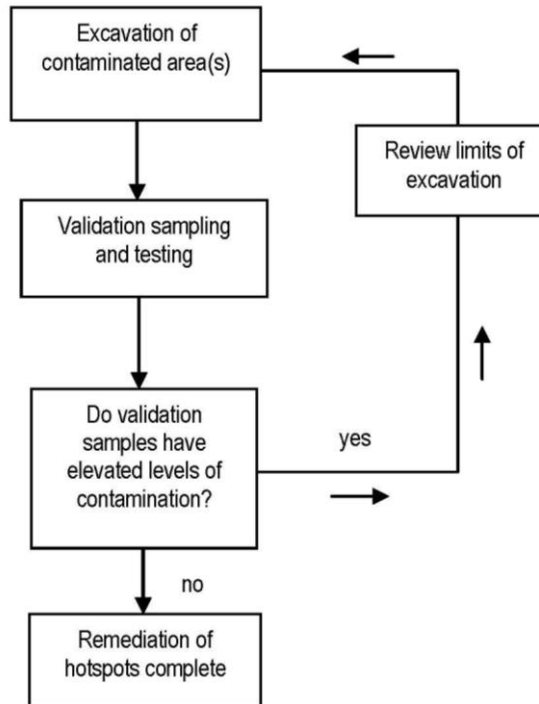 Excavation of
contaminated area(s)
Review limits of
excavation
Validation sampling
and testing
Do validation
samples have
elevated levels of
contamination?
yes
no
Remediation of
hotspots complete